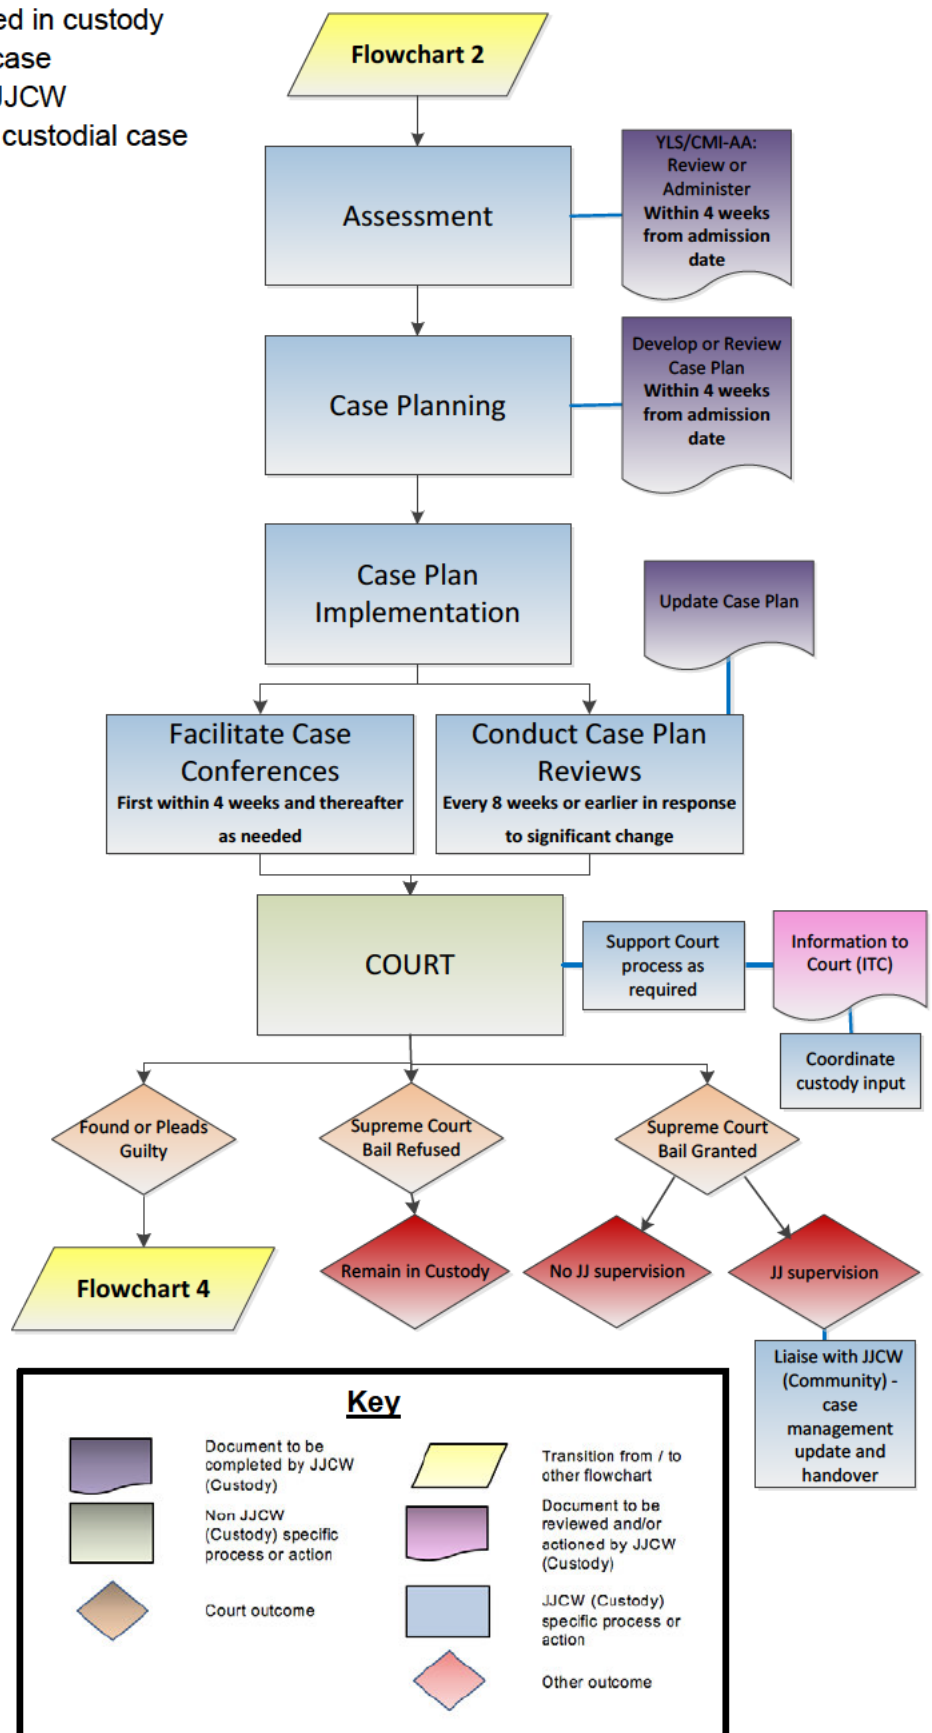 ed in custody
case
JJCW
custodial case
Flowchart 2
Assessment
YLS/CMI-AA:
Review or
Administer
Within 4 weeks
from admission
date
Case Planning
Develop or Review
Case Plan
Within 4 weeks
from admission
date
Case Plan
Implementation
Update Case Plan
Facilitate Case
Conferences
First within 4 weeks and thereafter
as needed
Conduct Case Plan
Reviews
Every 8 weeks or earlier in response
to significant change
COURT
Support Court
process as
required
Information to
Court (ITC)
Coordinate
custody input
Found or Pleads
Guilty
Supreme Court
Bail Refused
Supreme Court
Bail Granted
Flowchart 4
Remain in Custody
No JJ supervision
JJ supervision
Liaise with JJCW
(Community) -
case
management
update and
handover
Key
Document to be
completed by JJCW
(Custody)
Transition from / to
other flowchart
Non JJCW
(Custody) specific
process or action
Document to be
reviewed and/or
actioned by JJCW
(Custody)
Court outcome
JJCW (Custody)
specific process or
action
Other outcome